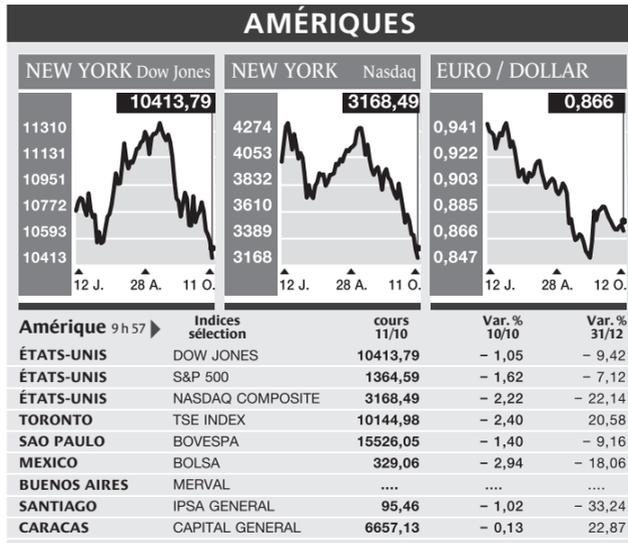 AMÉRIQUES
NEW YORK Dow Jones
10413,79
11310
11131
10951
10772
10593
10413
12 J. 28 A. 11 O.
NEW YORK Nasdaq
3168,49
4274
4053
3832
3610
3389
3168
12 J. 28 A. 11 O.
EURO / DOLLAR
0,866
0,941
0,922
0,903
0,885
0,866
0,847
12 J. 28 A. 12 O.
Amérique 9 h 57 Indices sélection cours 11/10 Var. % 10/10 Var. % 31/12
ÉTATS-UNIS DOW JONES 10413,79 – 1,05 – 9,42
ÉTATS-UNIS S&P 500 1364,59 – 1,62 – 7,12
ÉTATS-UNIS NASDAQ COMPOSITE 3168,49 – 2,22 – 22,14
TORONTO TSE INDEX 10144,98 – 2,40 20,58
SAO PAULO BOVESPA 15526,05 – 1,40 – 9,16
MEXICO BOLSA 329,06 – 2,94 – 18,06
BUENOS AIRES MERVAL .... .... ....
SANTIAGO IPSA GENERAL 95,46 – 1,02 – 33,24
CARACAS CAPITAL GENERAL 6657,13 – 0,13 22,87